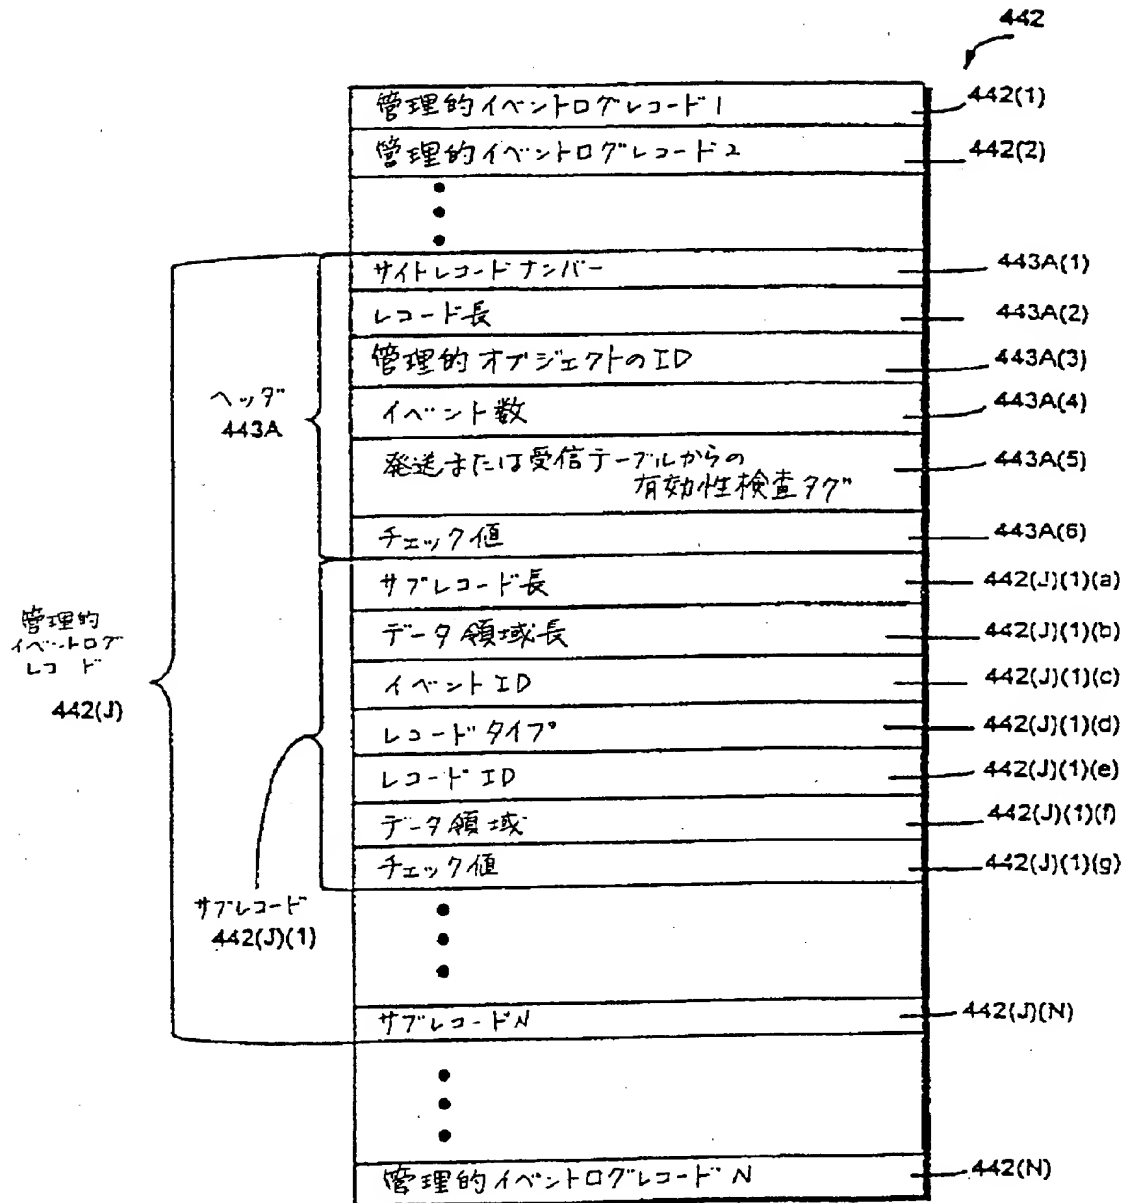 442
管理的イベントログレコード1 442(1)
管理的イベントログレコード2 442(2)
サイトレコードナンバー 443A(1)
レコード長 443A(2)
管理的オブジェクトのID 443A(3)
ヘッダ
443A
イベント数 443A(4)
発送または受信テーブルからの 443A(5)
有効性検査タグ
チェック値 443A(6)
サブレコード長 442(J)(1)(a)
データ領域長 442(J)(1)(b)
管理的
イベントログ
レコード
442(J)
イベントID 442(J)(1)(c)
レコードタイプ 442(J)(1)(d)
レコードID 442(J)(1)(e)
データ領域 442(J)(1)(f)
チェック値 442(J)(1)(g)
サブレコード
442(J)(1)
サブレコードN 442(J)(N)
管理的イベントログレコードN 442(N)